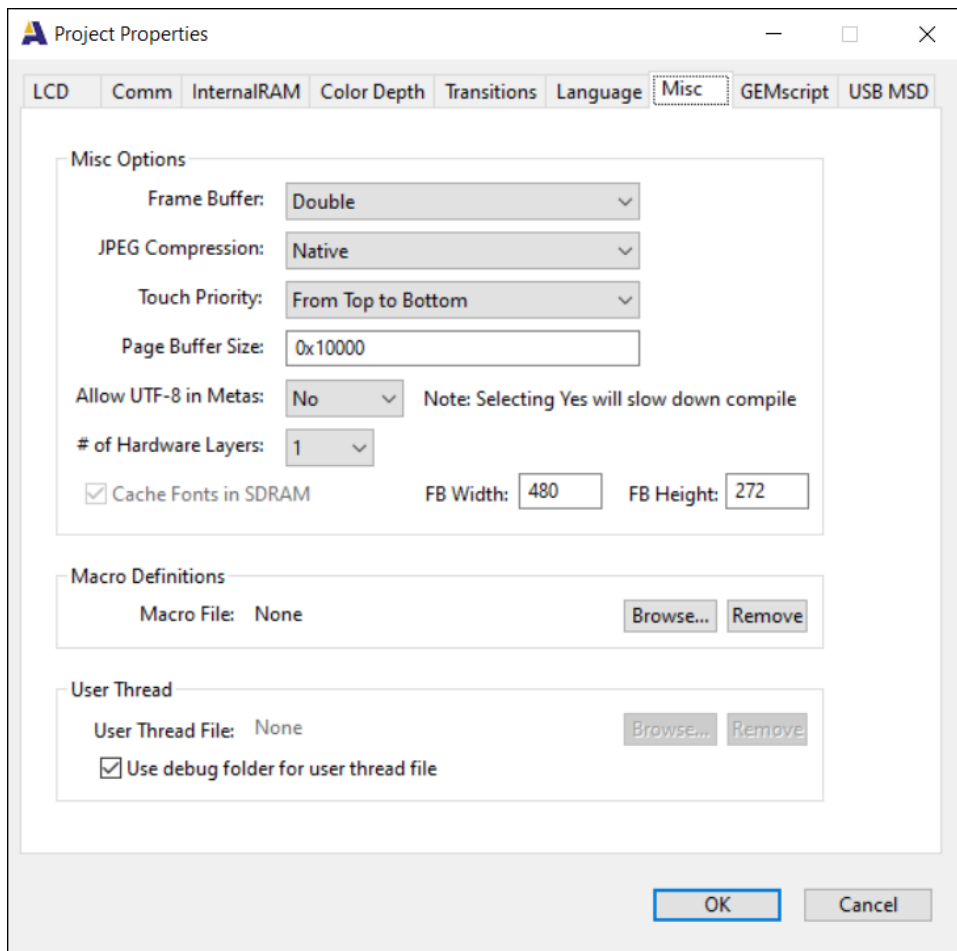 Project Properties
LCD Comm InternalRAM Color Depth Transitions Language Misc GEMscript USB MSD
Misc Options
Frame Buffer: Double
JPEG Compression: Native
Touch Priority: From Top to Bottom
Page Buffer Size: 0x10000
Allow UTF-8 in Metas: No Note: Selecting Yes will slow down compile
# of Hardware Layers: 1
Cache Fonts in SDRAM FB Width: 480 FB Height: 272
Macro Definitions
Macro File: None Browse... Remove
User Thread
User Thread File: None Browse... Remove
Use debug folder for user thread file
OK Cancel